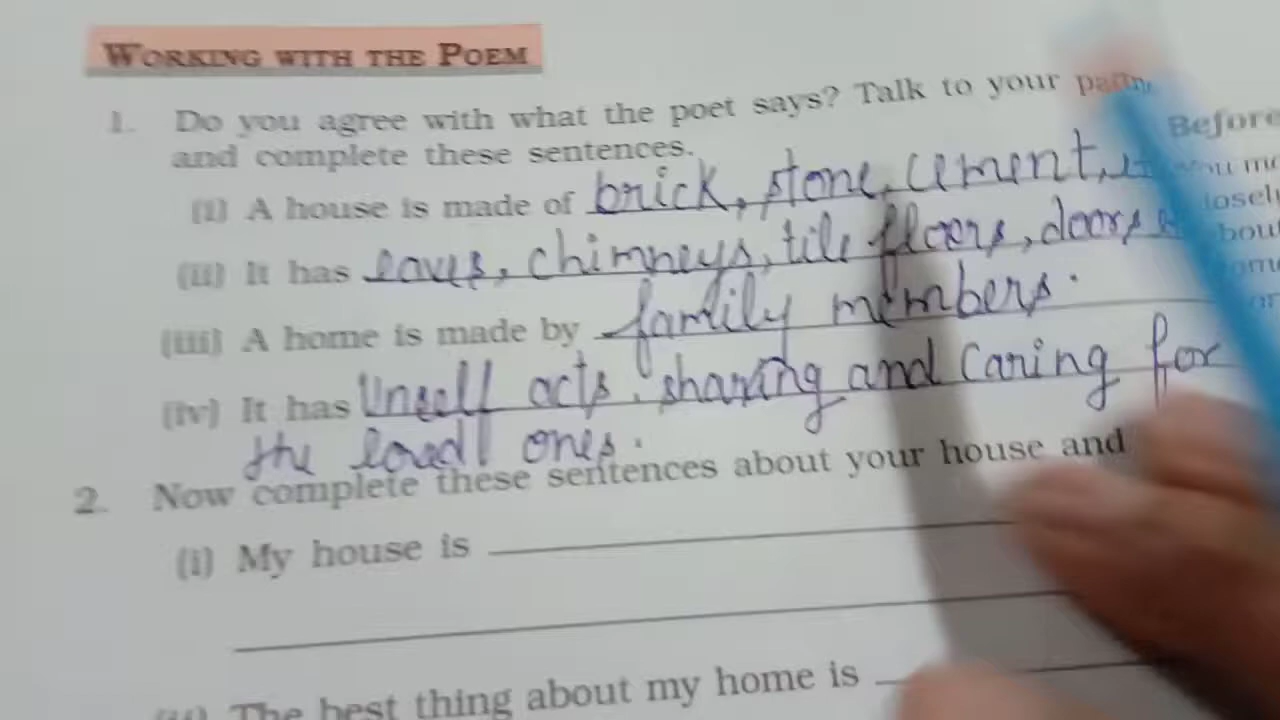 WORKING WITH THE POEM
1. Do you agree with what the poet says? Talk to your
Before
and complete these sentences.
(i) A house is made of brick, stone, cement,
(ii) It has eaves, chimneys, tile floors, doors
(iii) A home is made by family members.
(iv) It has Unself acts, sharing and Caring for
the loved ones.
2. Now complete these sentences about your house and
(i) My house is
The best thing about my home is